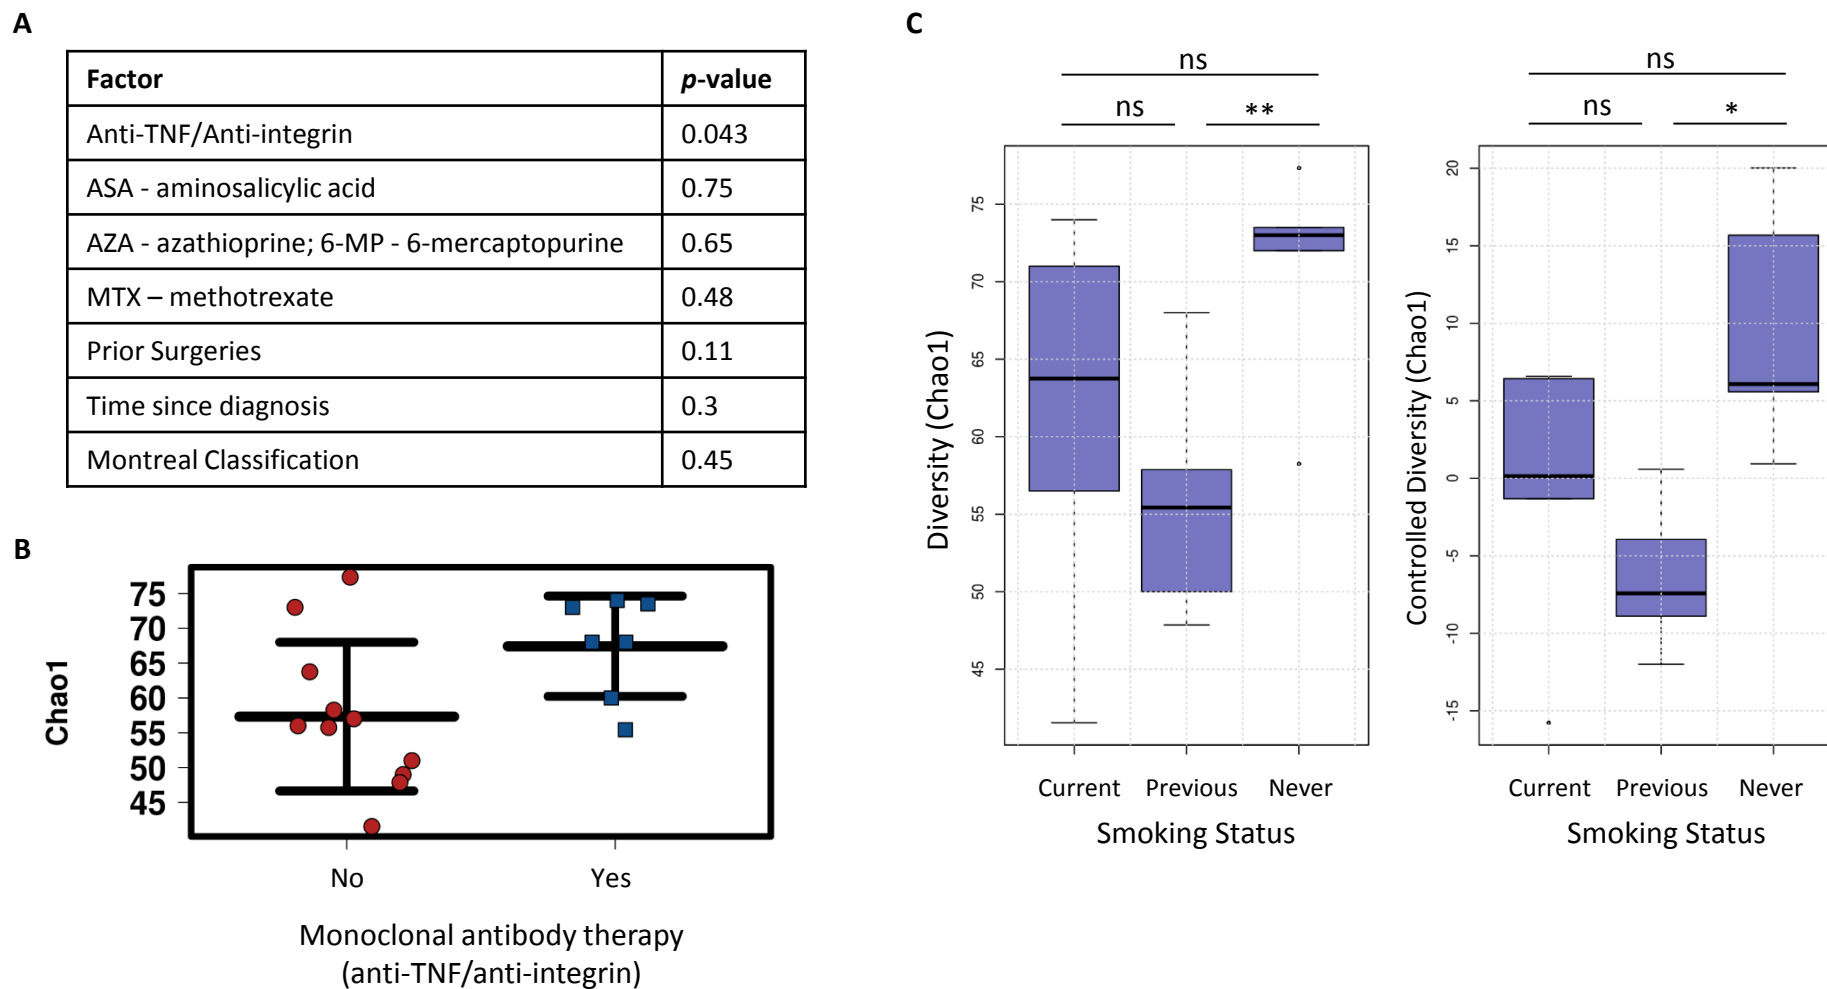 A
Factor p-value
Anti-TNF/Anti-integrin 0.043
ASA - aminosalicylic acid 0.75
AZA - azathioprine; 6-MP - 6-mercaptopurine 0.65
MTX – methotrexate 0.48
Prior Surgeries 0.11
Time since diagnosis 0.3
Montreal Classification 0.45
B
Chao1
75
70
65
60
55
50
45
No Yes
Monoclonal antibody therapy
(anti-TNF/anti-integrin)
C
ns
ns **
Diversity (Chao1)
75
70
65
60
55
50
45
Current Previous Never
Smoking Status
ns
ns *
Controlled Diversity (Chao1)
20
15
10
5
0
-5
-10
-15
Current Previous Never
Smoking Status